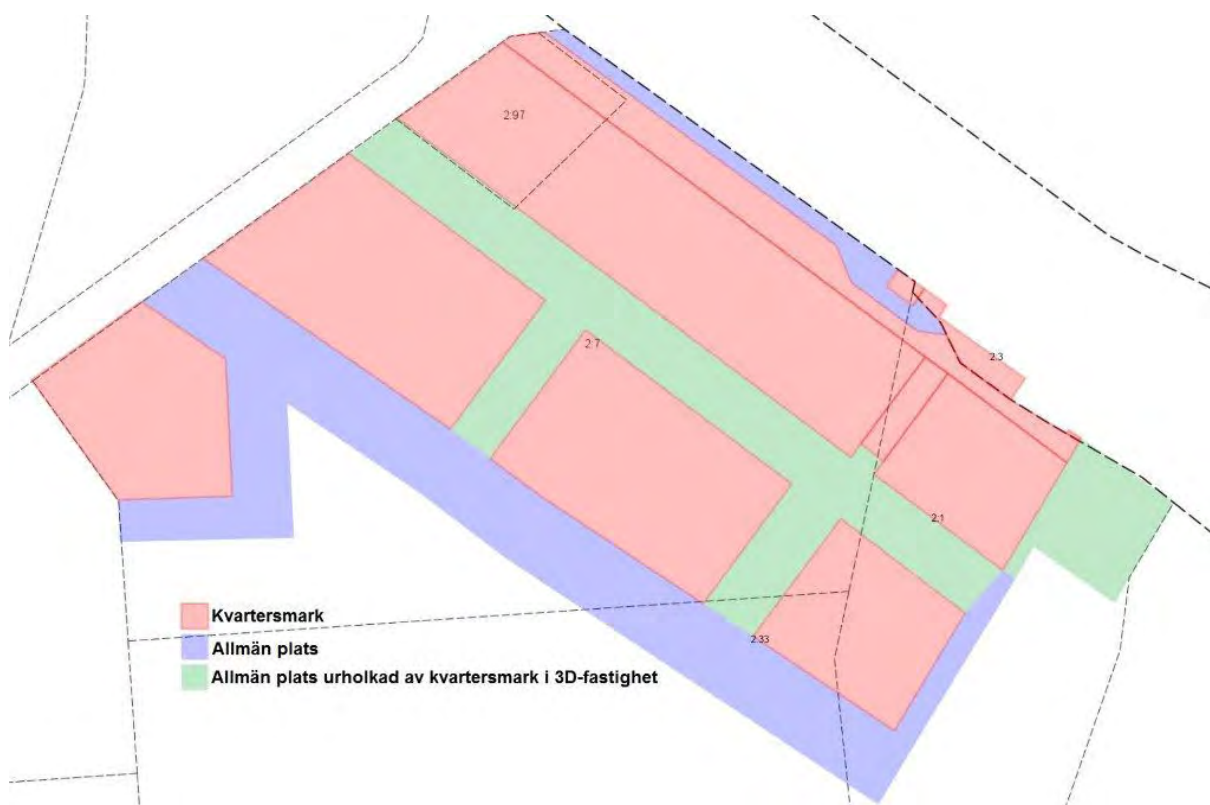 2.97
2.7
2.3
2.1
2.33
Kvartersmark
Allmän plats
Allmän plats urholkad av kvartersmark i 3D-fastighet